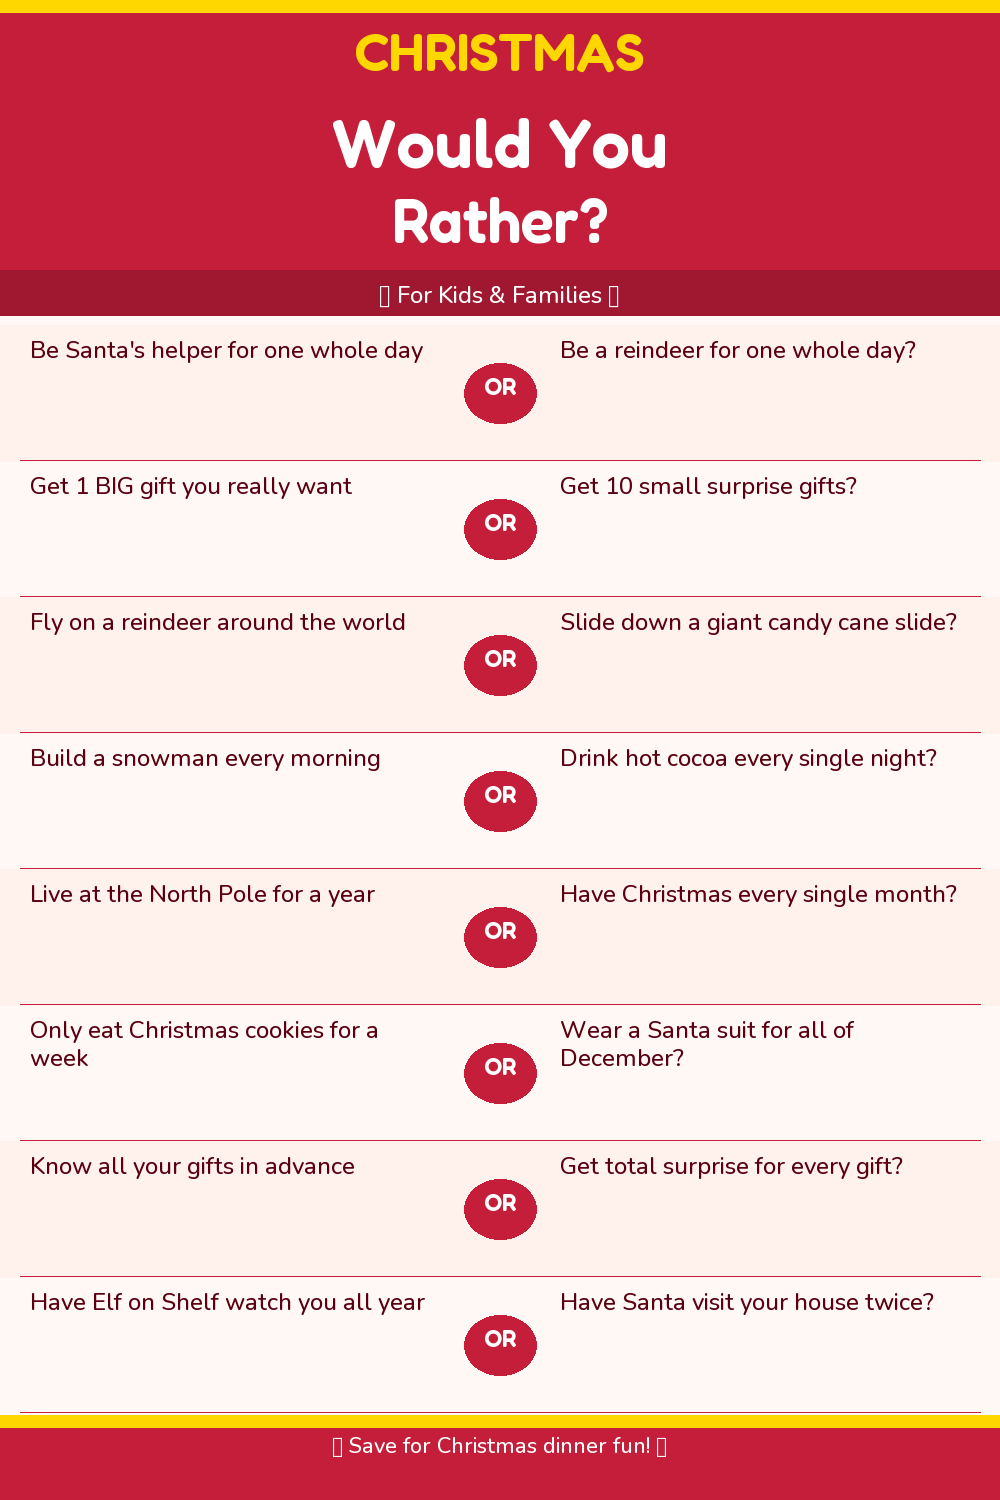 CHRISTMAS
Would You
Rather?
▯ For Kids & Families ▯
Be Santa's helper for one whole day
OR
Be a reindeer for one whole day?
Get 1 BIG gift you really want
OR
Get 10 small surprise gifts?
Fly on a reindeer around the world
OR
Slide down a giant candy cane slide?
Build a snowman every morning
OR
Drink hot cocoa every single night?
Live at the North Pole for a year
OR
Have Christmas every single month?
Only eat Christmas cookies for a
week
OR
Wear a Santa suit for all of
December?
Know all your gifts in advance
OR
Get total surprise for every gift?
Have Elf on Shelf watch you all year
OR
Have Santa visit your house twice?
▯ Save for Christmas dinner fun! ▯